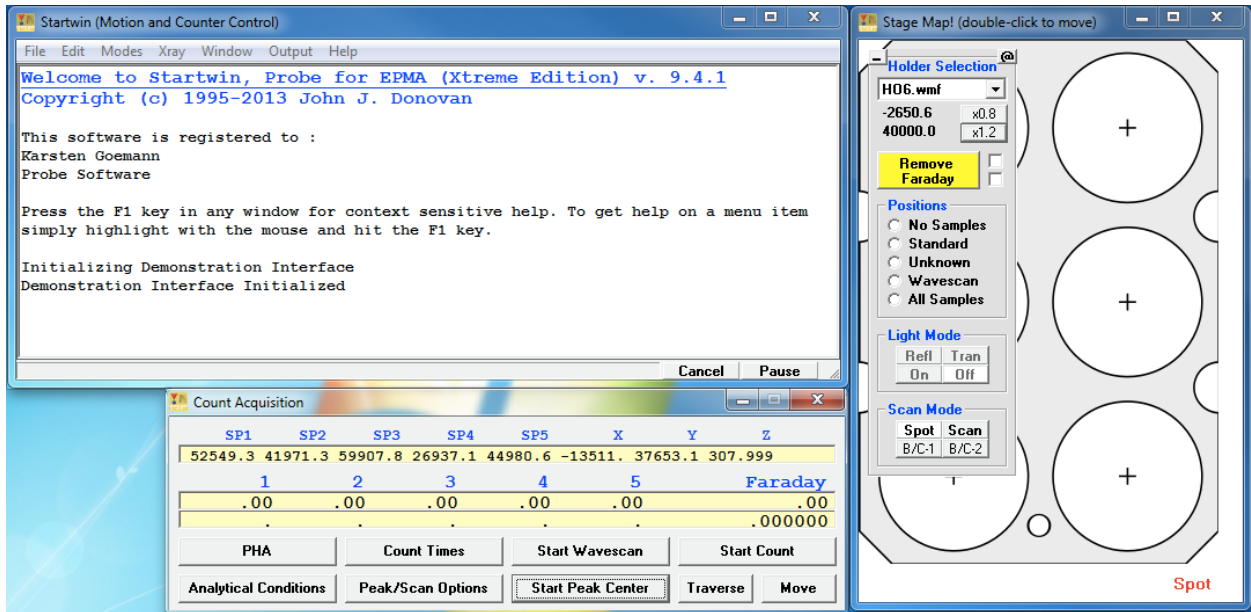 Startwin (Motion and Counter Control)
File Edit Modes Xray Window Output Help
Welcome to Startwin, Probe for EPMA (Xtreme Edition) v. 9.4.1
Copyright (c) 1995-2013 John J. Donovan
This software is registered to :
Karsten Goemann
Probe Software
Press the F1 key in any window for context sensitive help. To get help on a menu item
simply highlight with the mouse and hit the F1 key.
Initializing Demonstration Interface
Demonstration Interface Initialized
Cancel Pause
Count Acquisition
SP1 SP2 SP3 SP4 SP5 X Y Z
52549.3 41971.3 59907.8 26937.1 44980.6 -13511. 37653.1 307.999
1 2 3 4 5 Faraday
.00 .00 .00 .00 .00 .00
. . . . . .000000
PHA Count Times Start Wavescan Start Count
Analytical Conditions Peak/Scan Options Start Peak Center Traverse Move
Stage Map! (double-click to move)
@
Holder Selection
HO6.wmf
-2650.6 x0.8
40000.0 x1.2
Remove
Faraday
Positions
No Samples
Standard
Unknown
Wavescan
All Samples
Light Mode
Refl Tran
On Off
Scan Mode
Spot Scan
B/C-1 B/C-2
Spot